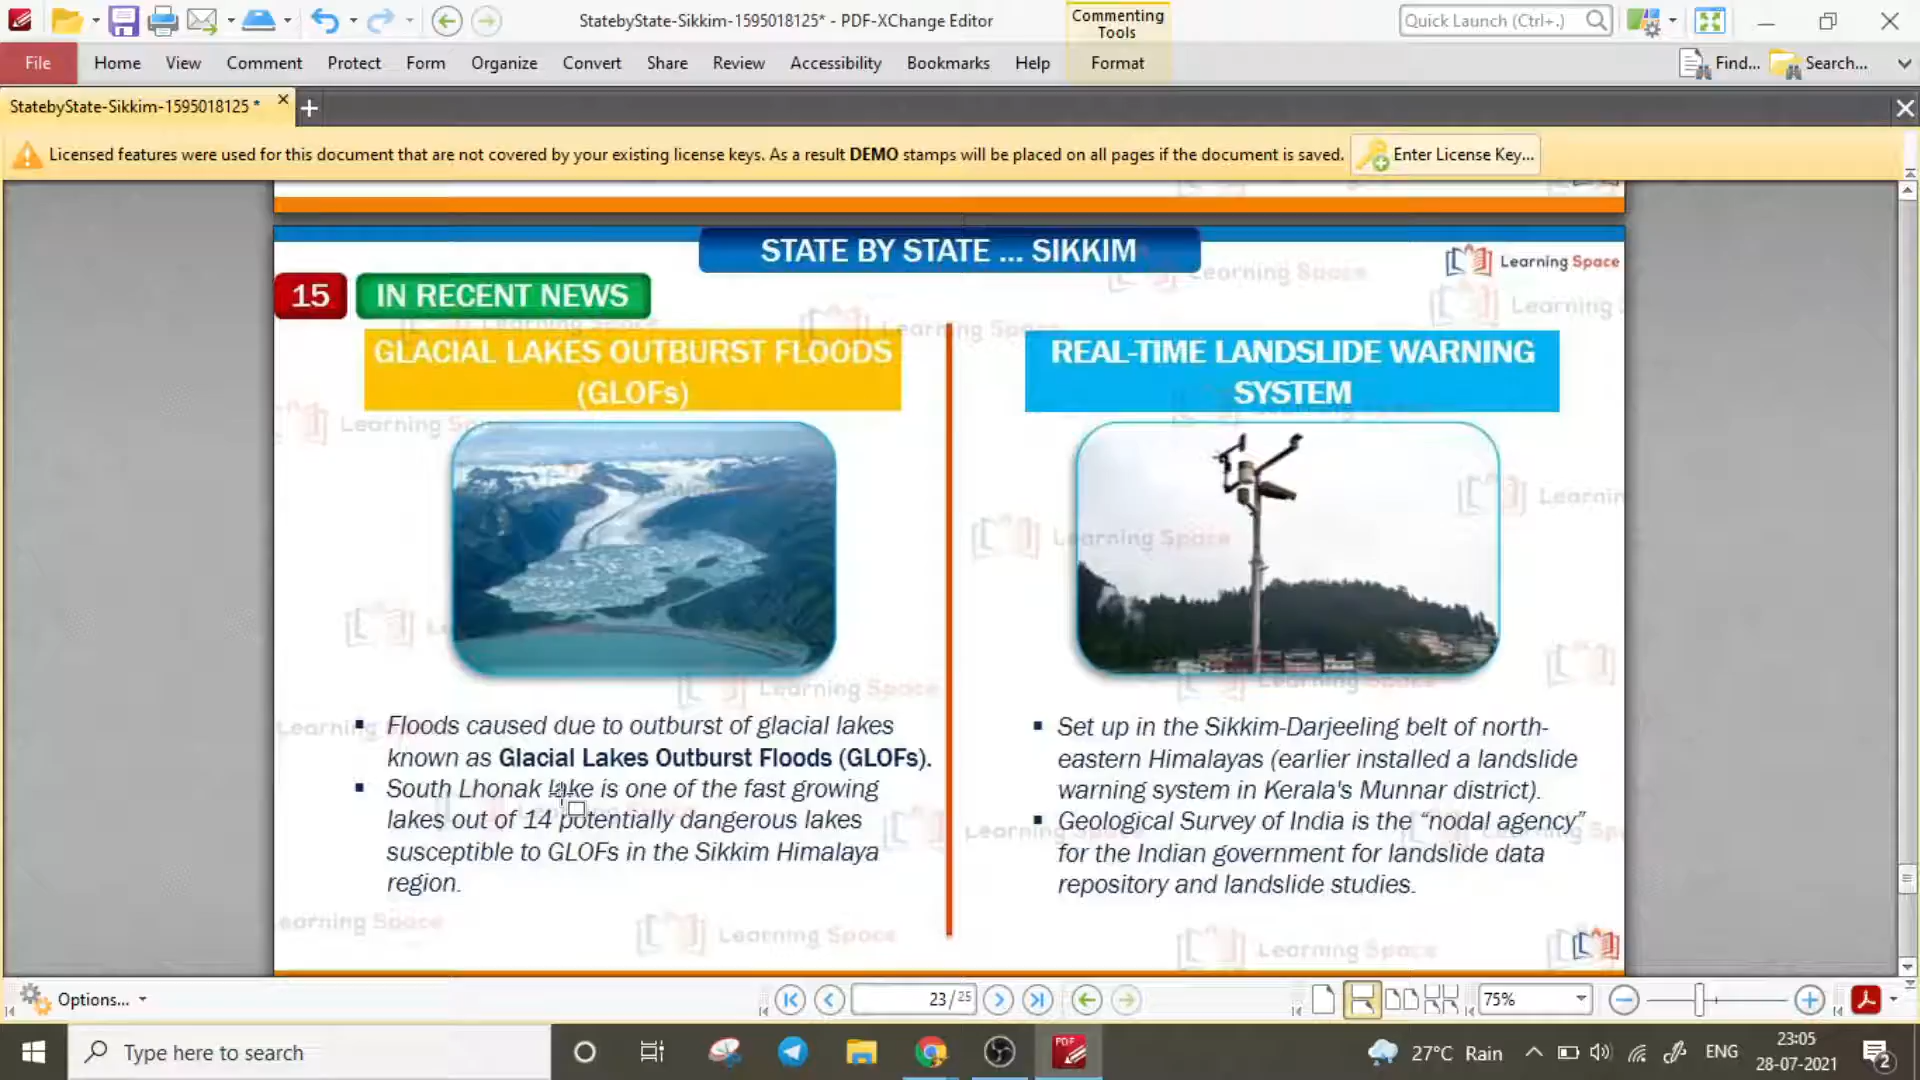 StatebyState-Sikkim-1595018125* - PDF-XChange Editor
Commenting Tools
Quick Launch (Ctrl+.)
File Home View Comment Protect Form Organize Convert Share Review Accessibility Bookmarks Help Format Find... Search...
StatebyState-Sikkim-1595018125 *
Licensed features were used for this document that are not covered by your existing license keys. As a result DEMO stamps will be placed on all pages if the document is saved. Enter License Key...
STATE BY STATE ... SIKKIM
Learning Space
15 IN RECENT NEWS
GLACIAL LAKES OUTBURST FLOODS
(GLOFs)
Floods caused due to outburst of glacial lakes
known as Glacial Lakes Outburst Floods (GLOFs).
South Lhonak lake is one of the fast growing
lakes out of 14 potentially dangerous lakes
susceptible to GLOFs in the Sikkim Himalaya
region.
REAL-TIME LANDSLIDE WARNING
SYSTEM
Set up in the Sikkim-Darjeeling belt of north-
eastern Himalayas (earlier installed a landslide
warning system in Kerala's Munnar district).
Geological Survey of India is the “nodal agency”
for the Indian government for landslide data
repository and landslide studies.
Options... 23 / 25 75%
Type here to search
PDF
27°C Rain
ENG
23:05
28-07-2021
2